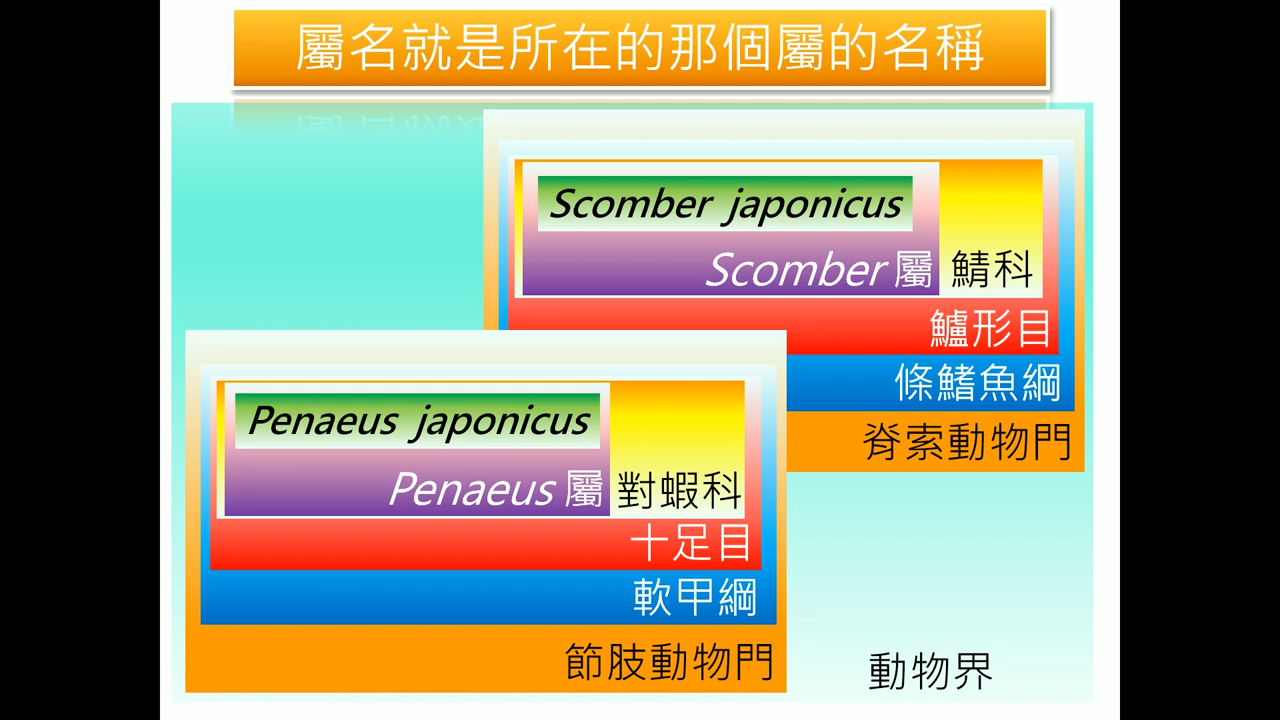 屬名就是所在的那個屬的名稱
Scomber japonicus
Scomber 屬
鯖科
鱸形目
條鰭魚綱
脊索動物門
Penaeus japonicus
Penaeus 屬
對蝦科
十足目
軟甲綱
節肢動物門
動物界